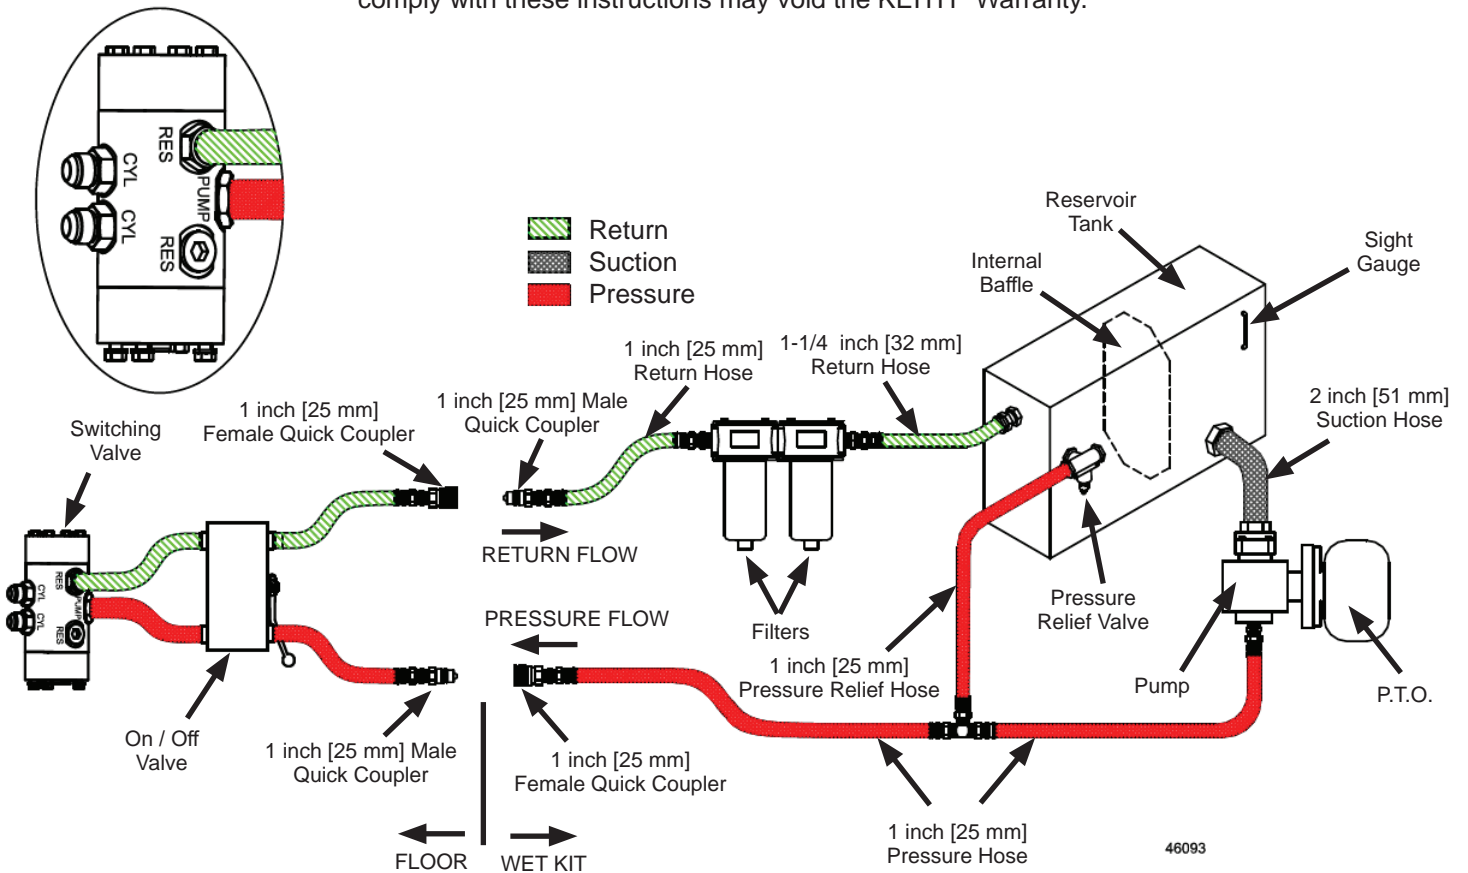 comply with these instructions may void the KEITH® Warranty.
RES
CYL
PUMP
CYL
RES
Return
Suction
Pressure
Reservoir
Tank
Sight
Gauge
Internal
Baffle
1 inch [25 mm]
Return Hose
1-1/4 inch [32 mm]
Return Hose
2 inch [51 mm]
Suction Hose
1 inch [25 mm]
Female Quick Coupler
1 inch [25 mm] Male
Quick Coupler
Switching
Valve
RETURN FLOW
RES
CYL
PUMP
CYL
RES
PRESSURE FLOW
Filters
Pressure
Relief Valve
1 inch [25 mm]
Pressure Relief Hose
Pump
P.T.O.
On / Off
Valve
1 inch [25 mm] Male
Quick Coupler
1 inch [25 mm]
Female Quick Coupler
1 inch [25 mm]
Pressure Hose
46093
FLOOR
WET KIT